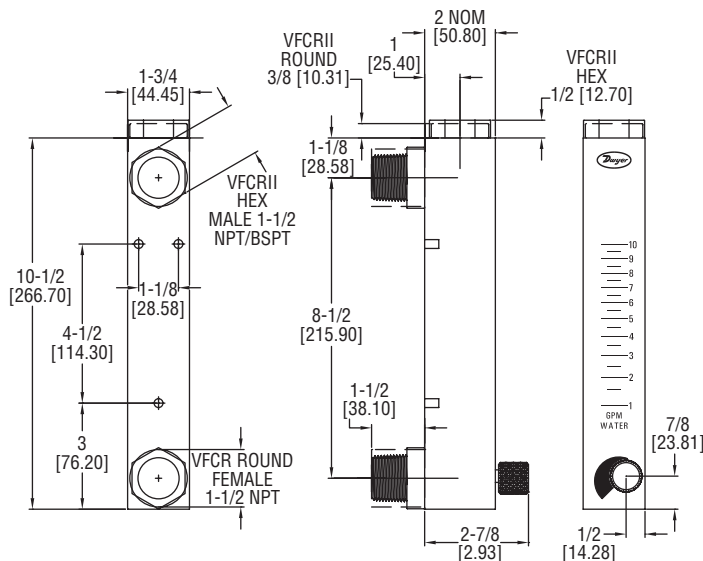 2 NOM
[50.80]
VFCRII
ROUND
3/8 [10.31]
1
[25.40]
VFCRII
HEX
1/2 [12.70]
1-3/4
[44.45]
1-1/8
[28.58]
Dwyer
VFCRII
HEX
MALE 1-1/2
NPT/BSPT
10-1/2
[266.70]
1-1/8
[28.58]
4-1/2
[114.30]
8-1/2
[215.90]
10
9
8
7
6
5
4
3
2
1
GPM
WATER
1-1/2
[38.10]
3
[76.20]
VFCR ROUND
FEMALE
1-1/2 NPT
7/8
[23.81]
2-7/8
[2.93]
1/2
[14.28]